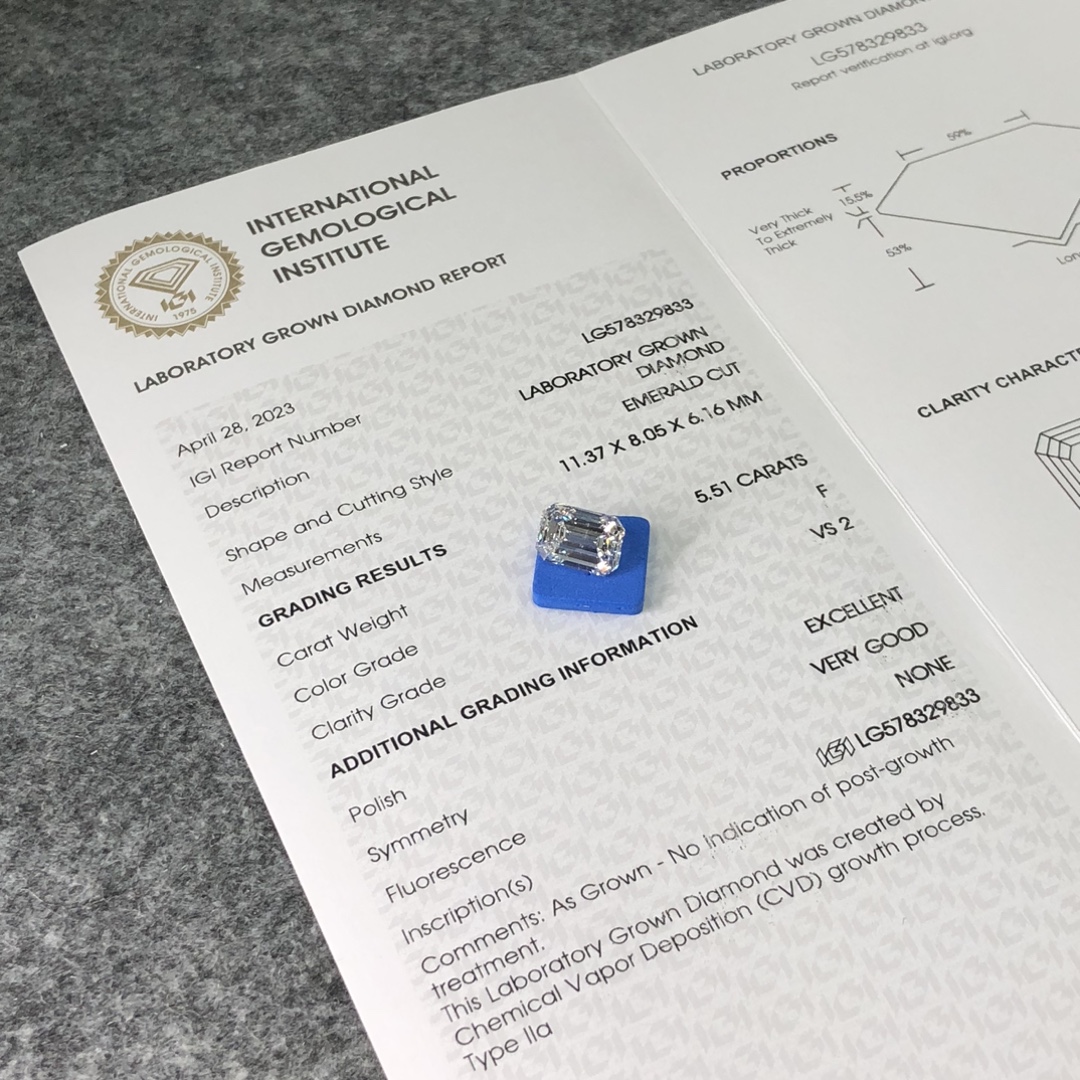 INTERNATIONAL
GEMOLOGICAL
INSTITUTE
INTERNATIONAL GEMOLOGICAL INSTITUTE
IGI
1975
LABORATORY GROWN DIAMOND REPORT
April 28, 2023
IGI Report Number LG578329833
Description LABORATORY GROWN
DIAMOND
Shape and Cutting Style EMERALD CUT
Measurements 11.37 X 8.05 X 6.16 MM
GRADING RESULTS
Carat Weight 5.51 CARATS
Color Grade F
Clarity Grade VS 2
ADDITIONAL GRADING INFORMATION
Polish EXCELLENT
Symmetry VERY GOOD
Fluorescence NONE
Inscription(s) IGI LG578329833
Comments: As Grown - No indication of post-growth
treatment.
This Laboratory Grown Diamond was created by
Chemical Vapor Deposition (CVD) growth process.
Type IIa
LABORATORY GROWN
LG578329833
Report verification at igi.org
PROPORTIONS
59%
15.5%
Very Thick
To Extremely
Thick
53%
CLARITY